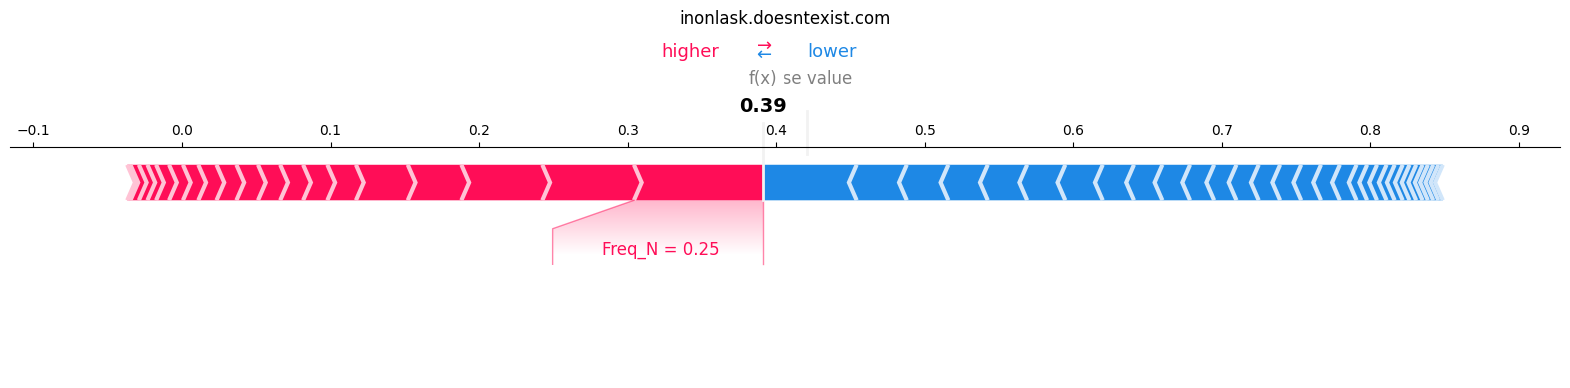 inonlask.doesntexist.com
higher ⇄ lower
f(x) se value
0.39
−0.1 0.0 0.1 0.2 0.3 0.4 0.5 0.6 0.7 0.8 0.9
Freq_N = 0.25